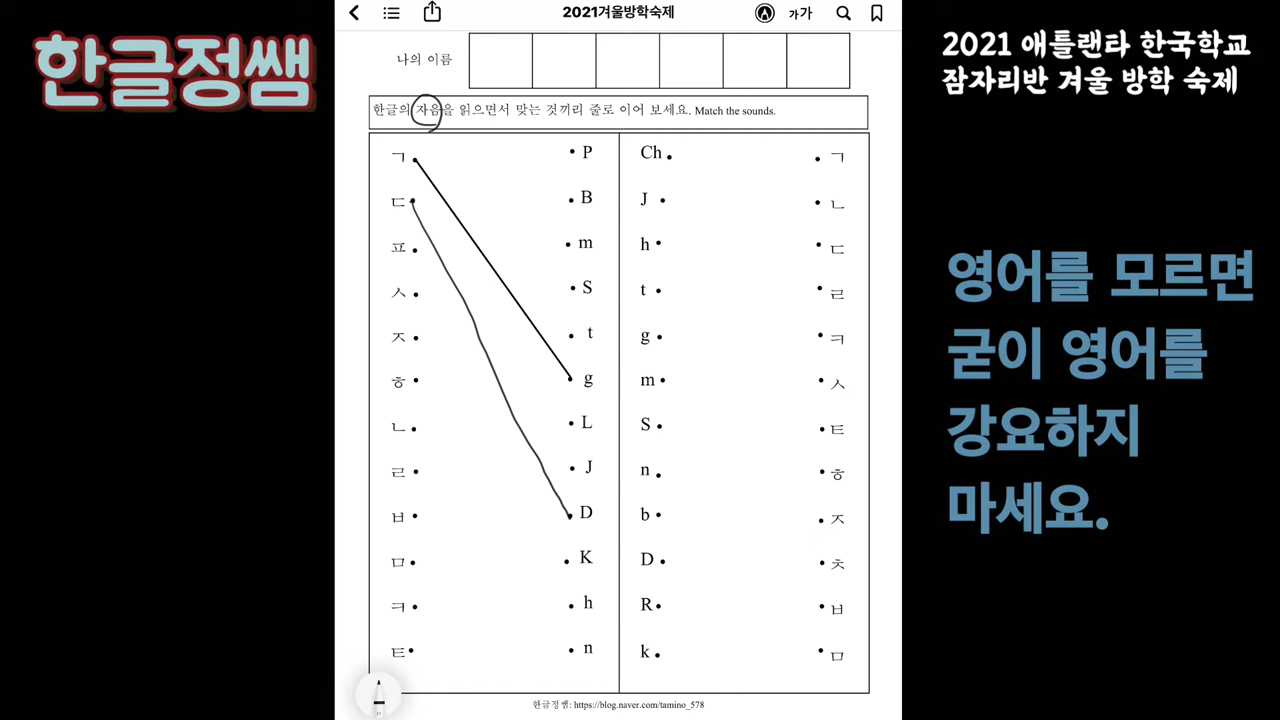 한글정쌤
2021겨울방학숙제
가가
2021 애틀랜타 한국학교
잠자리반 겨울 방학 숙제
나의 이름
한글의 자음을 읽으면서 맞는 것끼리 줄로 이어 보세요. Match the sounds.
ㄱ P Ch ㄱ
ㄷ B J ㄴ
ㅍ m h ㄷ
ㅅ S t ㄹ
ㅈ t g ㅋ
ㅎ g m ㅅ
ㄴ L S ㅌ
ㄹ J n ㅎ
ㅂ D b ㅈ
ㅁ K D ㅊ
ㅋ h R ㅂ
ㅌ n k ㅁ
영어를 모르면
굳이 영어를
강요하지
마세요.
한글정쌤: https://blog.naver.com/tamino_578